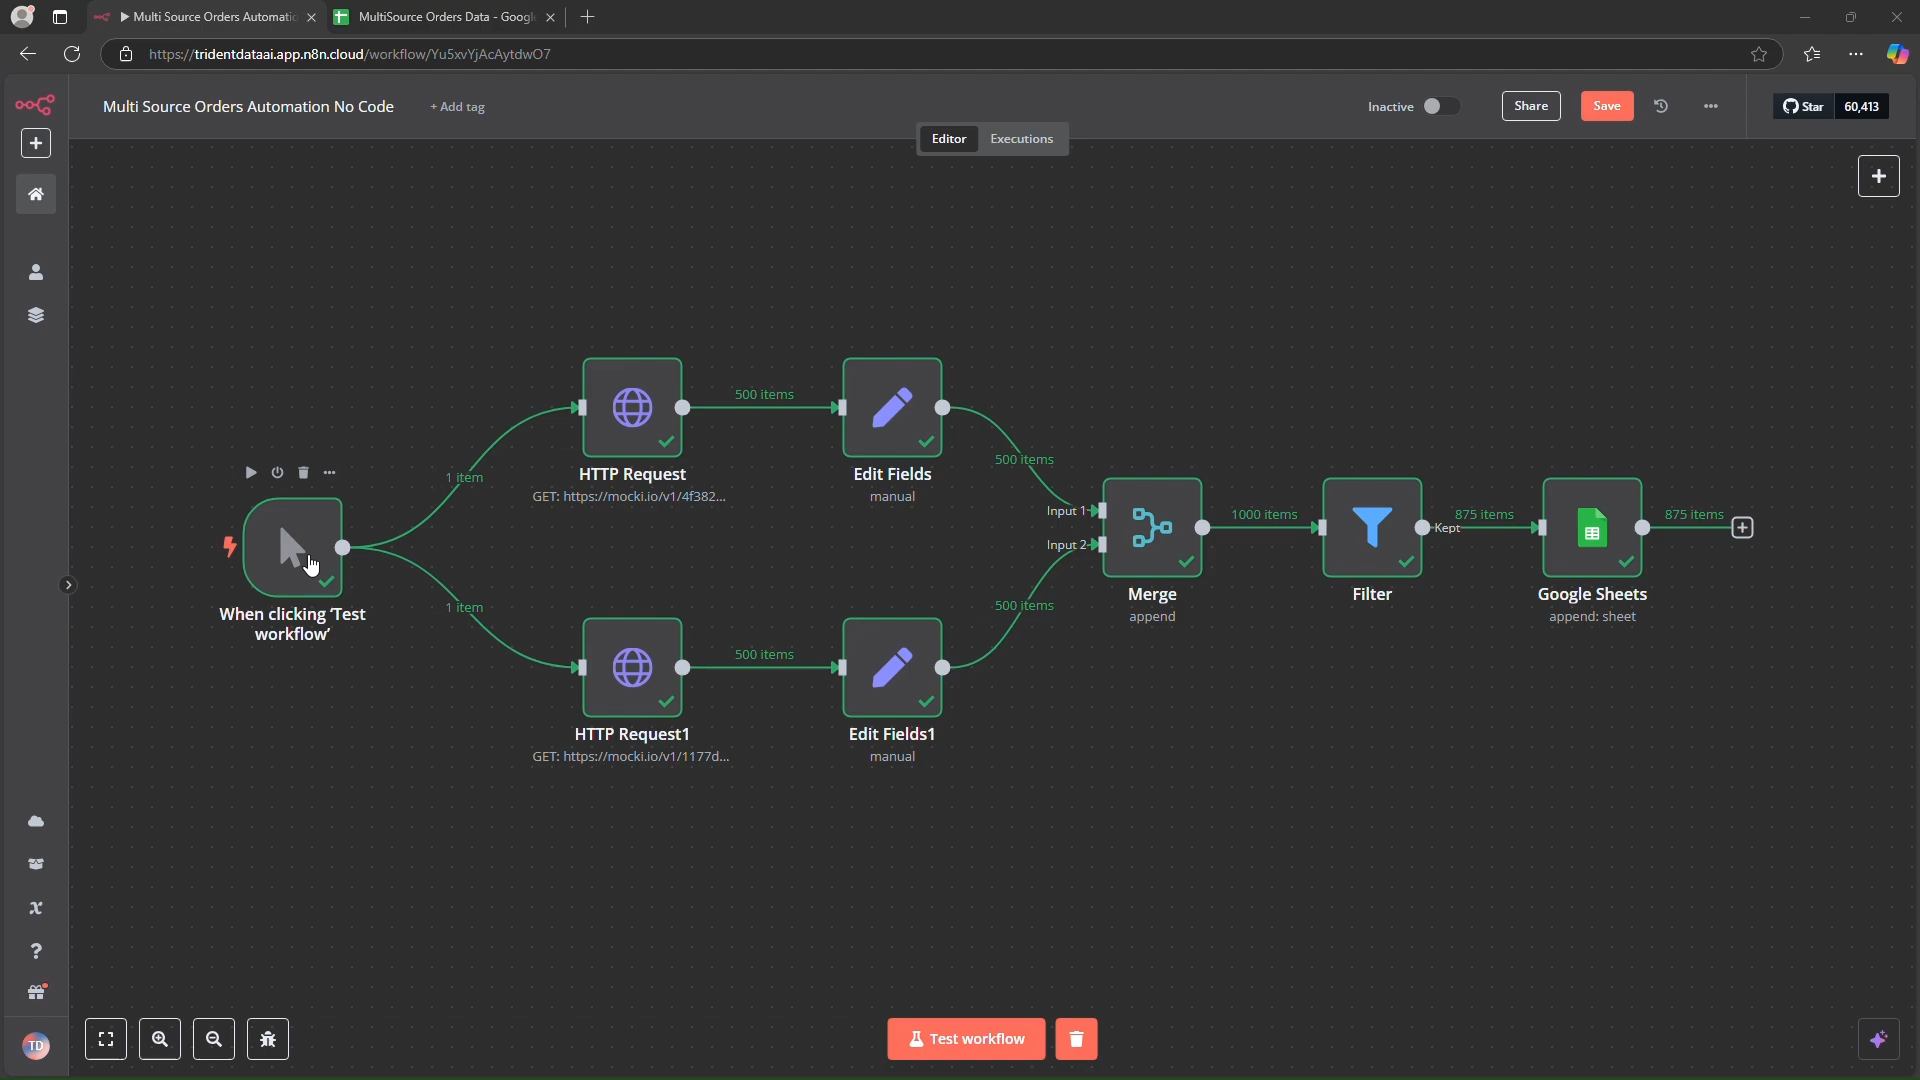 Multi Source Orders Automatic
MultiSource Orders Data - Googl
https://tridentdataai.app.n8n.cloud/workflow/Yu5xvYjAcAytdwO7
Multi Source Orders Automation No Code
+ Add tag
Inactive
Share
Save
Star
60,413
Editor
Executions
500 items
HTTP Request
GET: https://mocki.io/v1/4f382...
Edit Fields
manual
500 items
1 item
Input 1
Input 2
1000 items
Kept
875 items
875 items
When clicking 'Test
workflow'
1 item
500 items
Merge
append
Filter
Google Sheets
append: sheet
500 items
HTTP Request1
GET: https://mocki.io/v1/1177d...
Edit Fields1
manual
TD
Test workflow